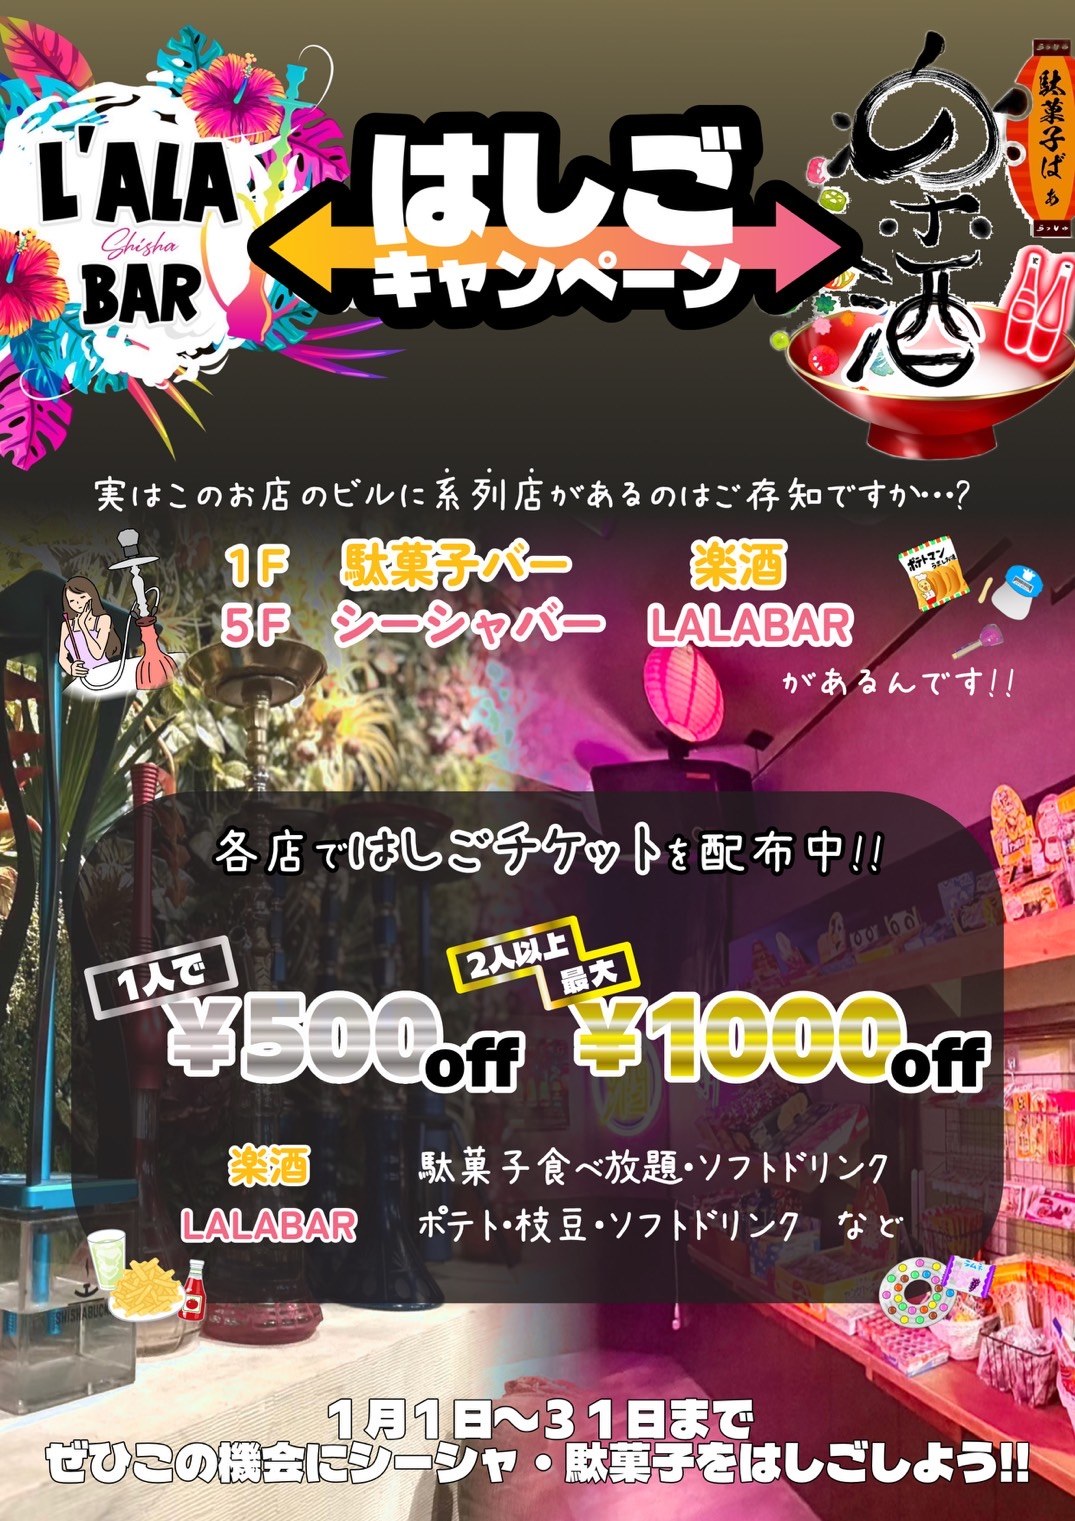 L'ALA
Shisha
BAR
はしご
キャンペーン
楽酒
駄菓子ばぁ
実はこのお店のビルに系列店があるのはご存知ですか…?
1F 駄菓子バー 楽酒
5F シーシャバー LALABAR
があるんです!!
ポテトマン
各店ではしごチケットを配布中!!
1人で
¥500off
2人以上
最大
¥1000off
楽酒 駄菓子食べ放題・ソフトドリンク
LALABAR ポテト・枝豆・ソフトドリンク など
1月1日〜31日まで
ぜひこの機会にシーシャ・駄菓子をはしごしよう!!